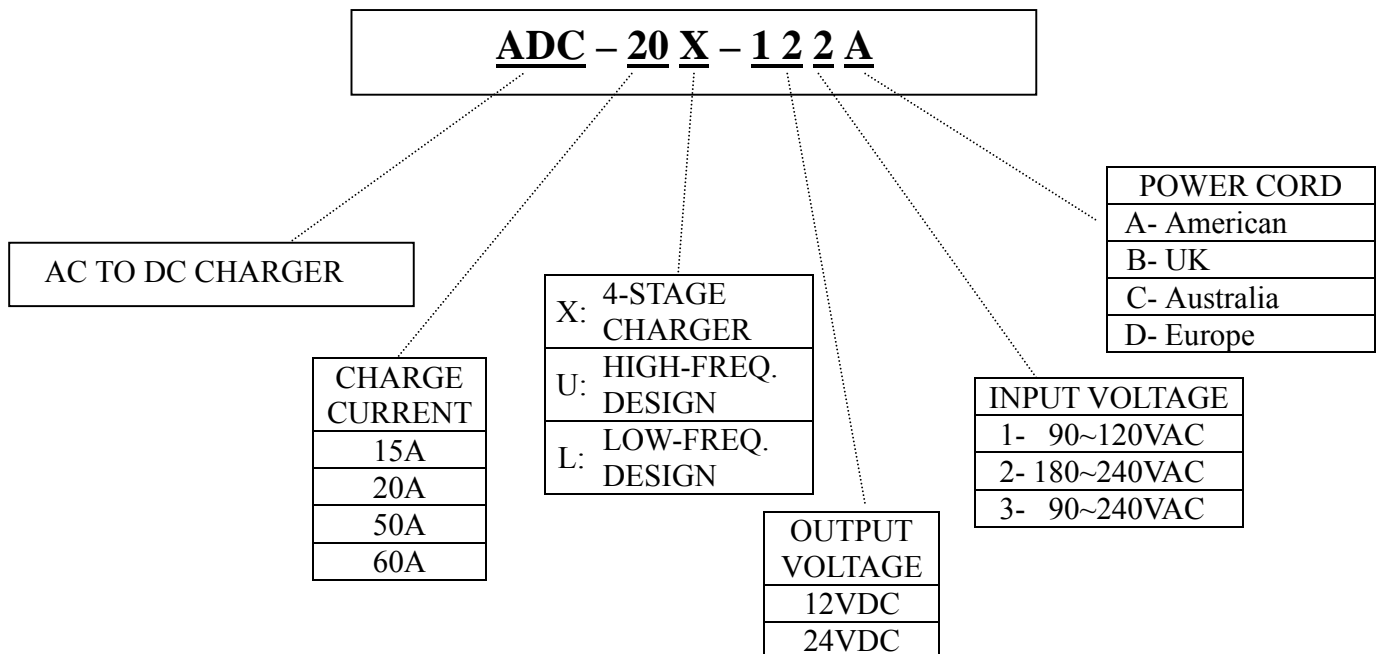 ADC – 20 X – 1 2 2 A
POWER CORD
A- American
B- UK
C- Australia
D- Europe
AC TO DC CHARGER
X: 4-STAGE
CHARGER
U: HIGH-FREQ.
DESIGN
L: LOW-FREQ.
DESIGN
CHARGE
CURRENT
15A
20A
50A
60A
INPUT VOLTAGE
1- 90~120VAC
2- 180~240VAC
3- 90~240VAC
OUTPUT
VOLTAGE
12VDC
24VDC